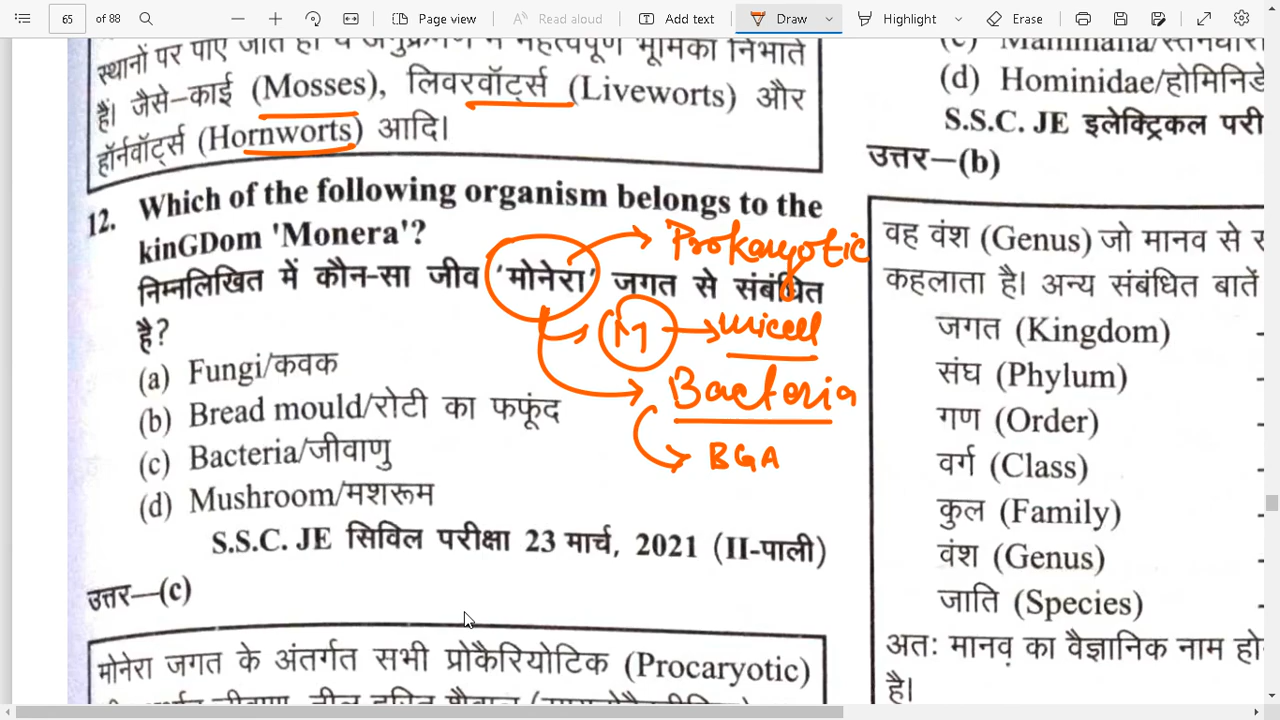 65 of 88
Page view
Read aloud
Add text
Draw
Highlight
Erase
स्थानों पर पाए जाते हैं। ये अनुक्रमण में महत्वपूर्ण भूमिका निभाते
हैं। जैसे–काई (Mosses), लिवरवॉर्ट्स (Liveworts) और
हॉर्नवॉर्ट्स (Hornworts) आदि।
12. Which of the following organism belongs to the
kinGDom 'Monera'?
निम्नलिखित में कौन-सा जीव 'मोनेरा' जगत से संबंधित
है?
Prokayotic
M
unicell
Bacteria
BGA
(a) Fungi/कवक
(b) Bread mould/रोटी का फफूंद
(c) Bacteria/जीवाणु
(d) Mushroom/मशरूम
S.S.C. JE सिविल परीक्षा 23 मार्च, 2021 (II-पाली)
उत्तर—(c)
मोनेरा जगत के अंतर्गत सभी प्रोकैरियोटिक (Procaryotic)
(c) Mammalia/स्तनधारी
(d) Hominidae/होमिनिडे
S.S.C. JE इलेक्ट्रिकल परी
उत्तर—(b)
वह वंश (Genus) जो मानव से स
कहलाता है। अन्य संबंधित बातें
जगत (Kingdom)
संघ (Phylum)
गण (Order)
वर्ग (Class)
कुल (Family)
वंश (Genus)
जाति (Species)
अतः मानव का वैज्ञानिक नाम हो
है।